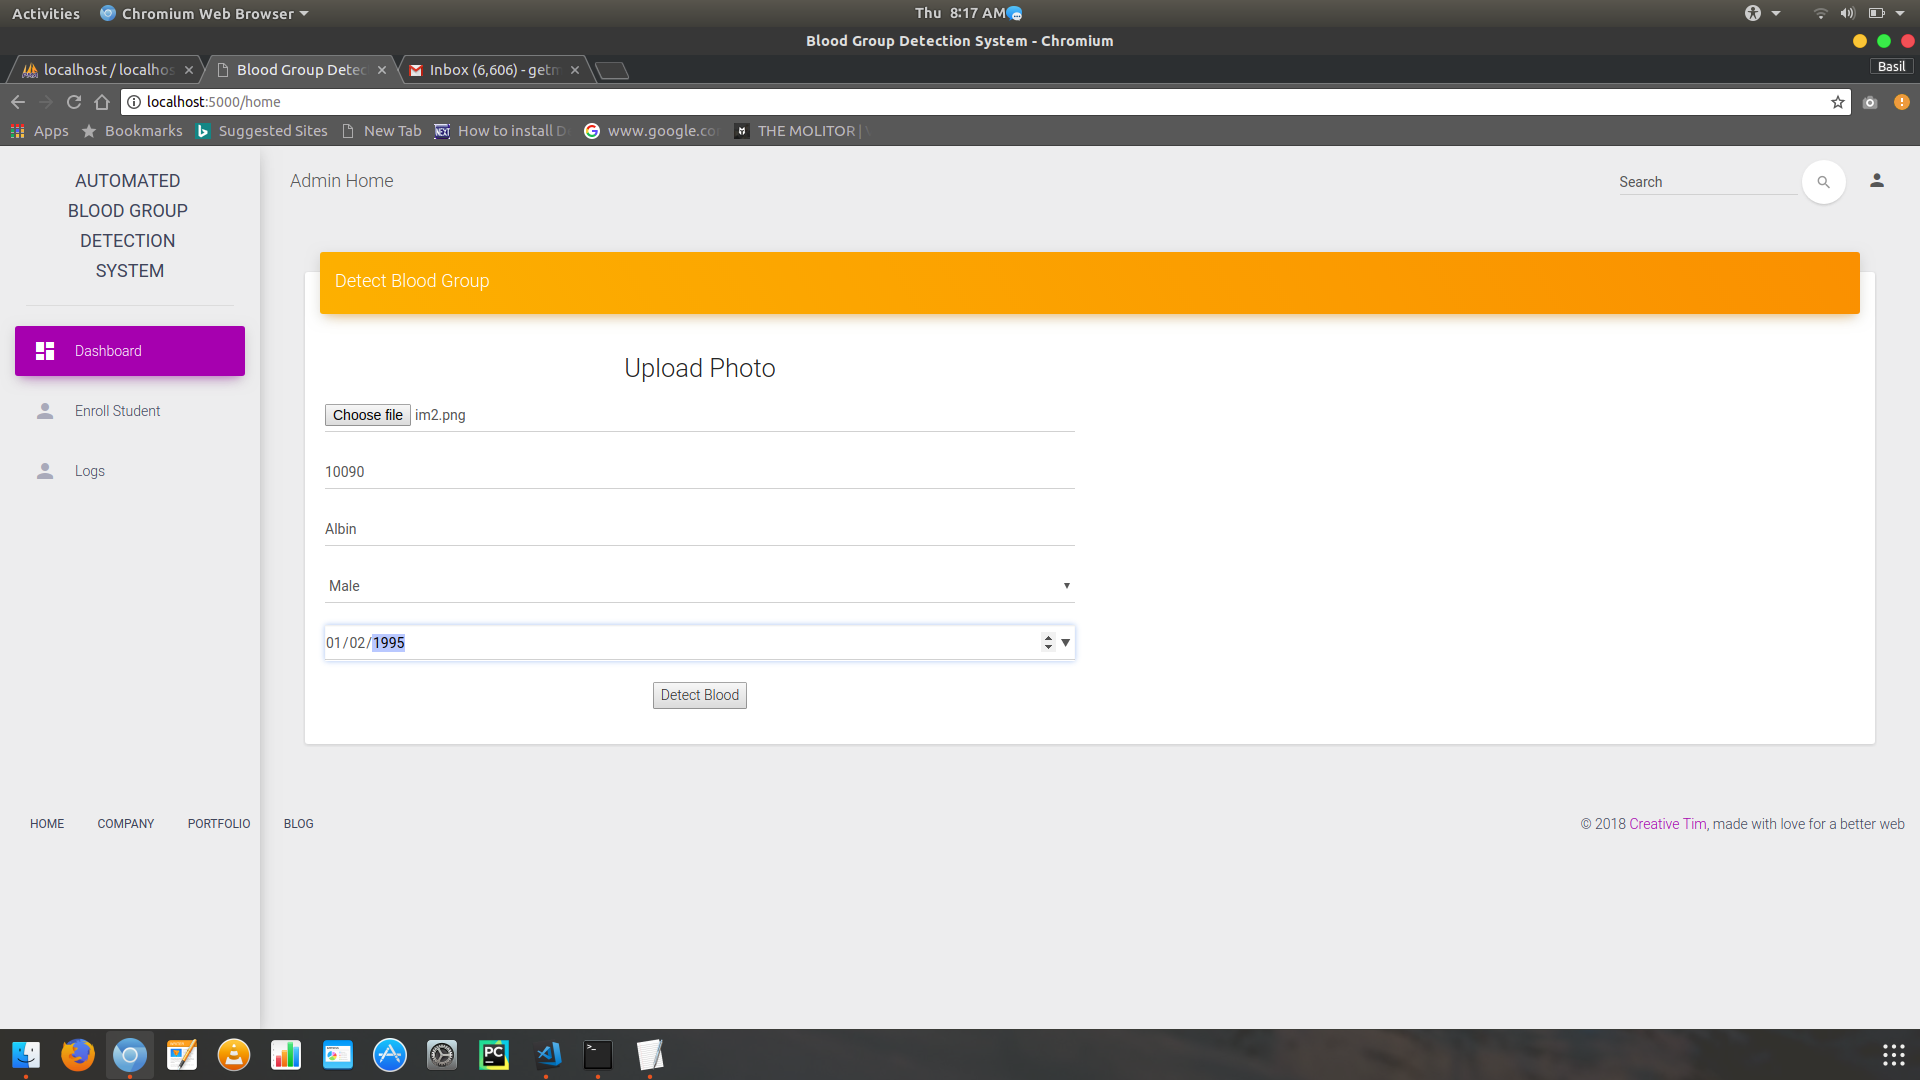 Activities Chromium Web Browser Thu 8:17 AM
Blood Group Detection System - Chromium
localhost / localhos Blood Group Detec Inbox (6,606) - getm Basil
localhost:5000/home
Apps Bookmarks Suggested Sites New Tab How to install D www.google.co THE MOLITOR |
AUTOMATED
BLOOD GROUP
DETECTION
SYSTEM
Dashboard
Enroll Student
Logs
Admin Home
Search
Detect Blood Group
Upload Photo
Choose file im2.png
10090
Albin
Male
01/02/1995
Detect Blood
HOME COMPANY PORTFOLIO BLOG
© 2018 Creative Tim, made with love for a better web
PC